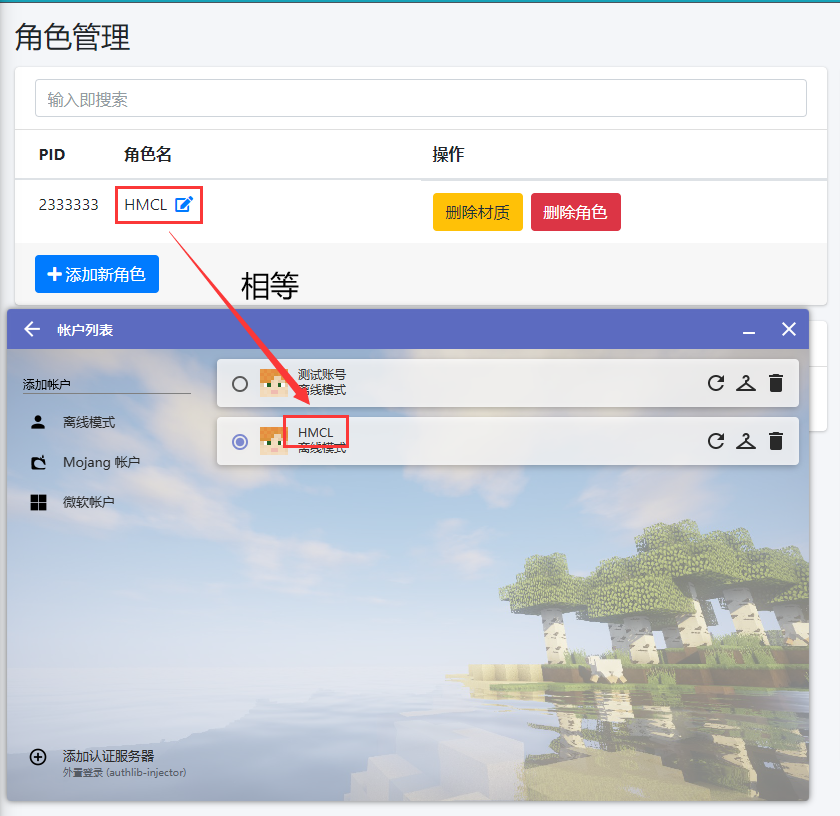 角色管理
输入即搜索
PID 角色名 操作
2333333 HMCL 删除材质 删除角色
添加新角色
相等
帐户列表
添加帐户
离线模式
Mojang 帐户
微软帐户
测试账号
离线模式
HMCL
离线模式
添加认证服务器
外置登录 (authlib-injector)